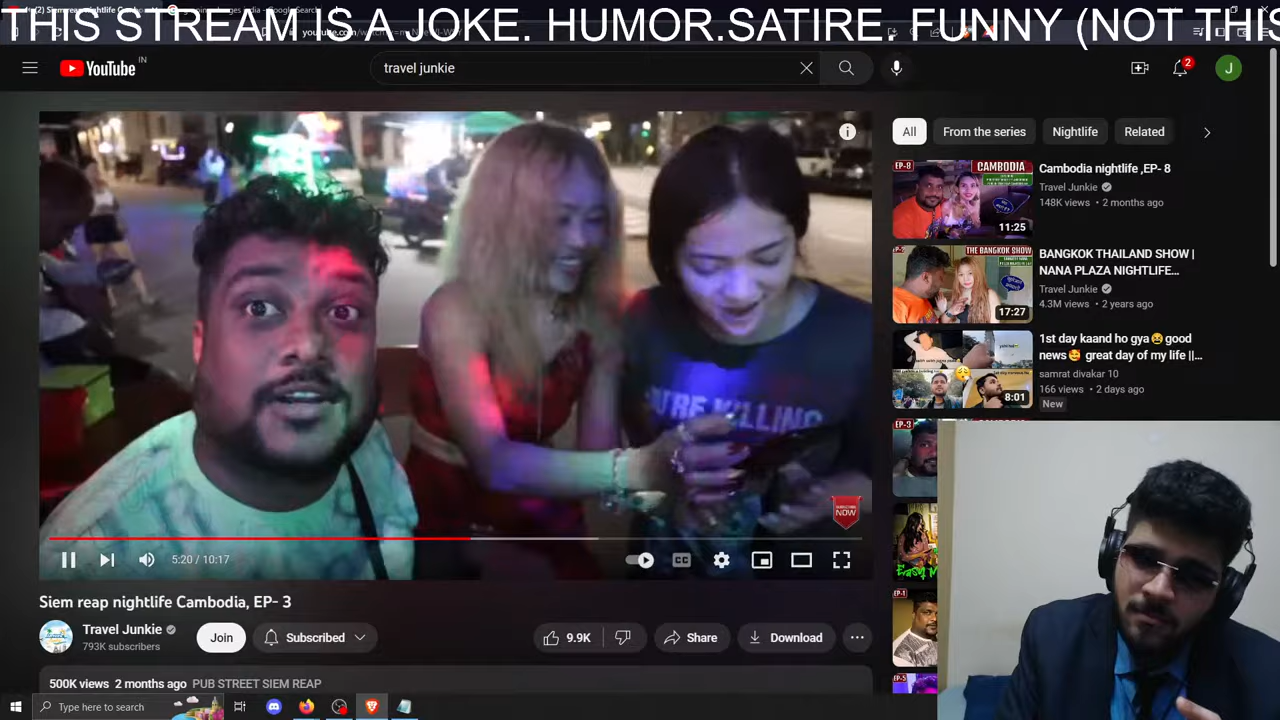 THIS STREAM IS A JOKE. HUMOR.SATIRE. FUNNY (NOT THIS
YouTube IN
travel junkie
2
J
All
From the series
Nightlife
Related
EP-8
CAMBODIA
11:25
Cambodia nightlife ,EP- 8
Travel Junkie
148K views • 2 months ago
THE BANGKOK SHOW
17:27
BANGKOK THAILAND SHOW |
NANA PLAZA NIGHTLIFE...
Travel Junkie
4.3M views • 2 years ago
8:01
1st day kaand ho gya😫good
news🤩 great day of my life ||...
samrat divakar 10
166 views • 2 days ago
New
EP-3
EP-1
EP-5
U'RE KILLING
SUBSCRIBE
NOW
5:20 / 10:17
CC
Siem reap nightlife Cambodia, EP- 3
Travel Junkie
793K subscribers
Join
Subscribed
9.9K
Share
Download
500K views 2 months ago PUB STREET SIEM REAP
Type here to search